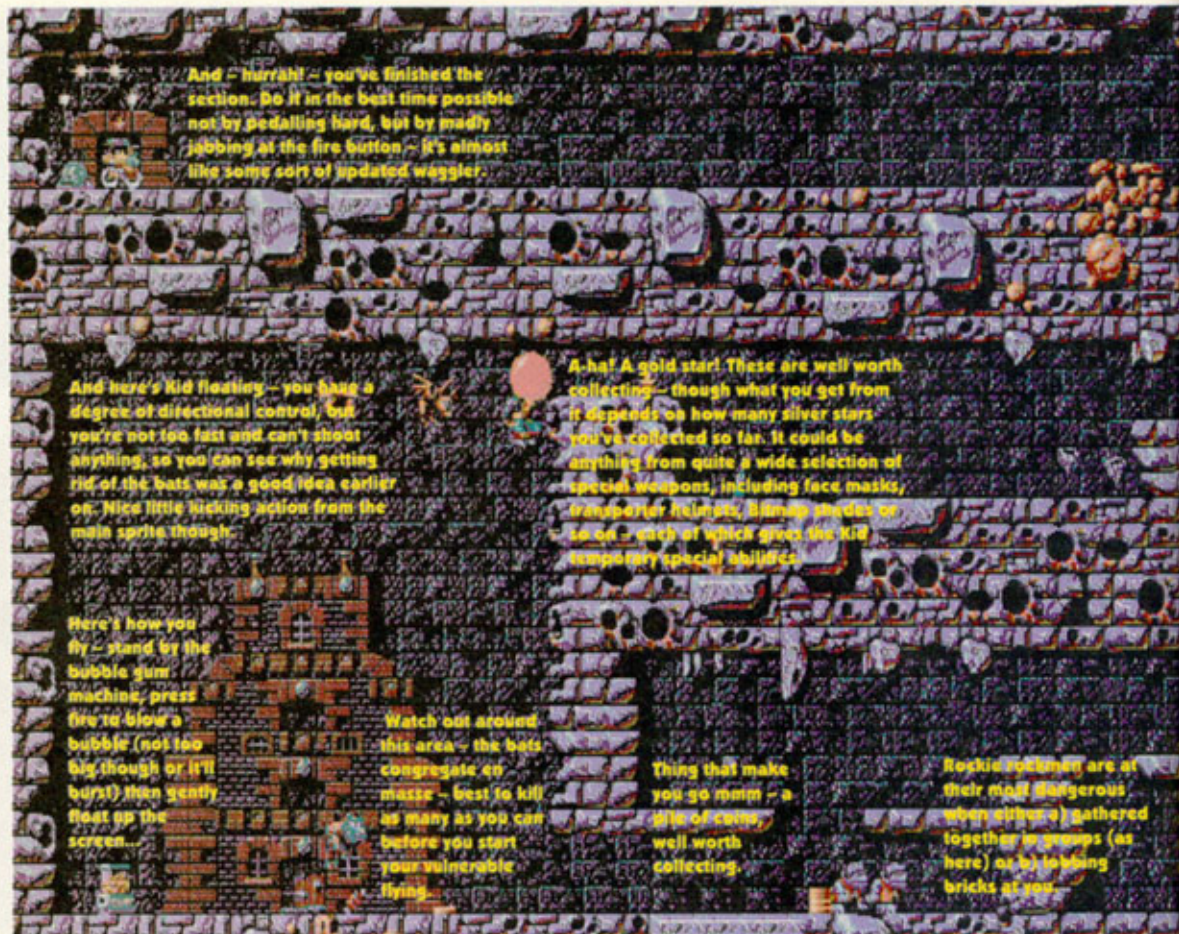 And – hurrah! – you've finished the
section. Do it in the best time possible
not by pedalling hard, but by madly
jabbing at the fire button – it's almost
like some sort of updated waggler.
And here's Kid floating – you have a
degree of directional control, but
you're not too fast and can't shoot
anything, so you can see why getting
rid of the bats was a good idea earlier
on. Nice little kicking action from the
main sprite though.
A-ha! A gold star! These are well worth
collecting – though what you get from
it depends on how many silver stars
you've collected so far. It could be
anything from quite a wide selection of
special weapons, including face masks,
transporter helmets, Bitmap shades or
so on – each of which gives the Kid
temporary special abilities.
Here's how you
fly – stand by the
bubble gum
machine, press
fire to blow a
bubble (not too
big though or it'll
burst) then gently
float up the
screen...
Watch out around
this area – the bats
congregate en
masse – best to kill
as many as you can
before you start
your vulnerable
flying.
Thing that make
you go mmm – a
pile of coins,
well worth
collecting.
Rockie rockmen are at
their most dangerous
when either a) gathered
together in groups (as
here) or b) lobbing
bricks at you.